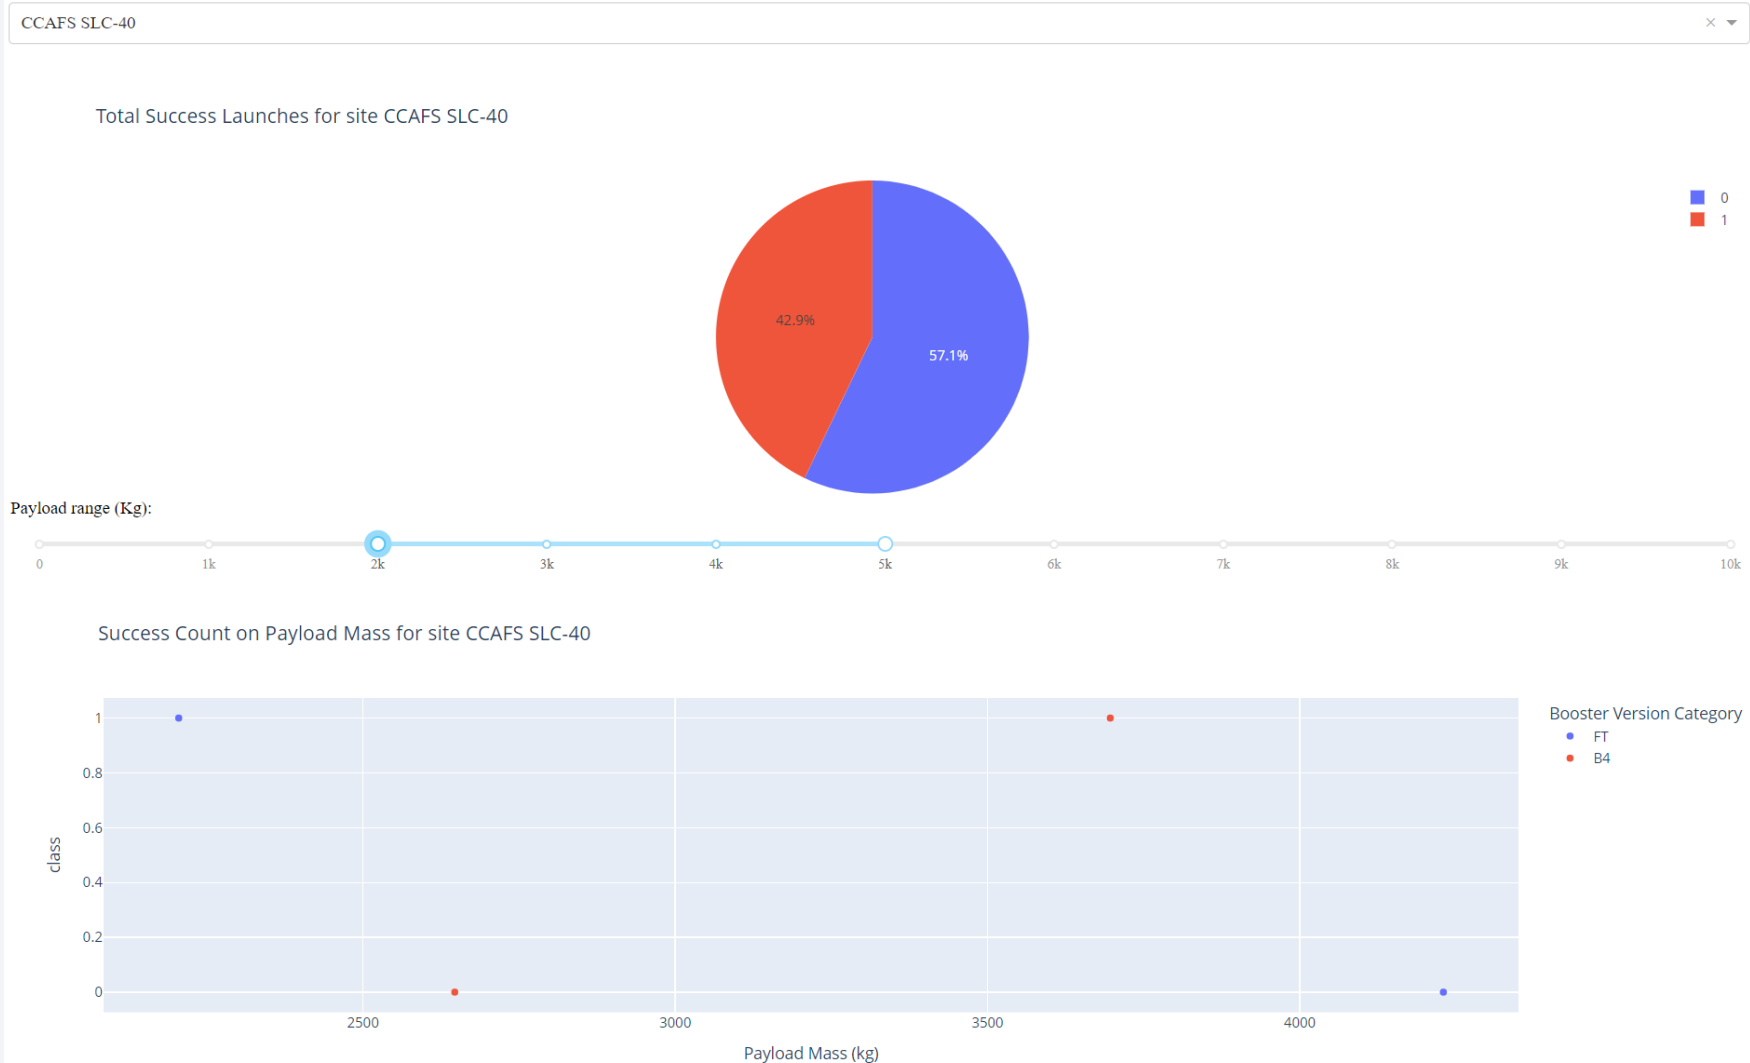 CCAFS SLC-40
Total Success Launches for site CCAFS SLC-40
0
1
42.9%
57.1%
Payload range (Kg):
0 1k 2k 3k 4k 5k 6k 7k 8k 9k 10k
Success Count on Payload Mass for site CCAFS SLC-40
Booster Version Category
FT
B4
1
0.8
0.6
0.4
0.2
0
class
2500 3000 3500 4000
Payload Mass (kg)